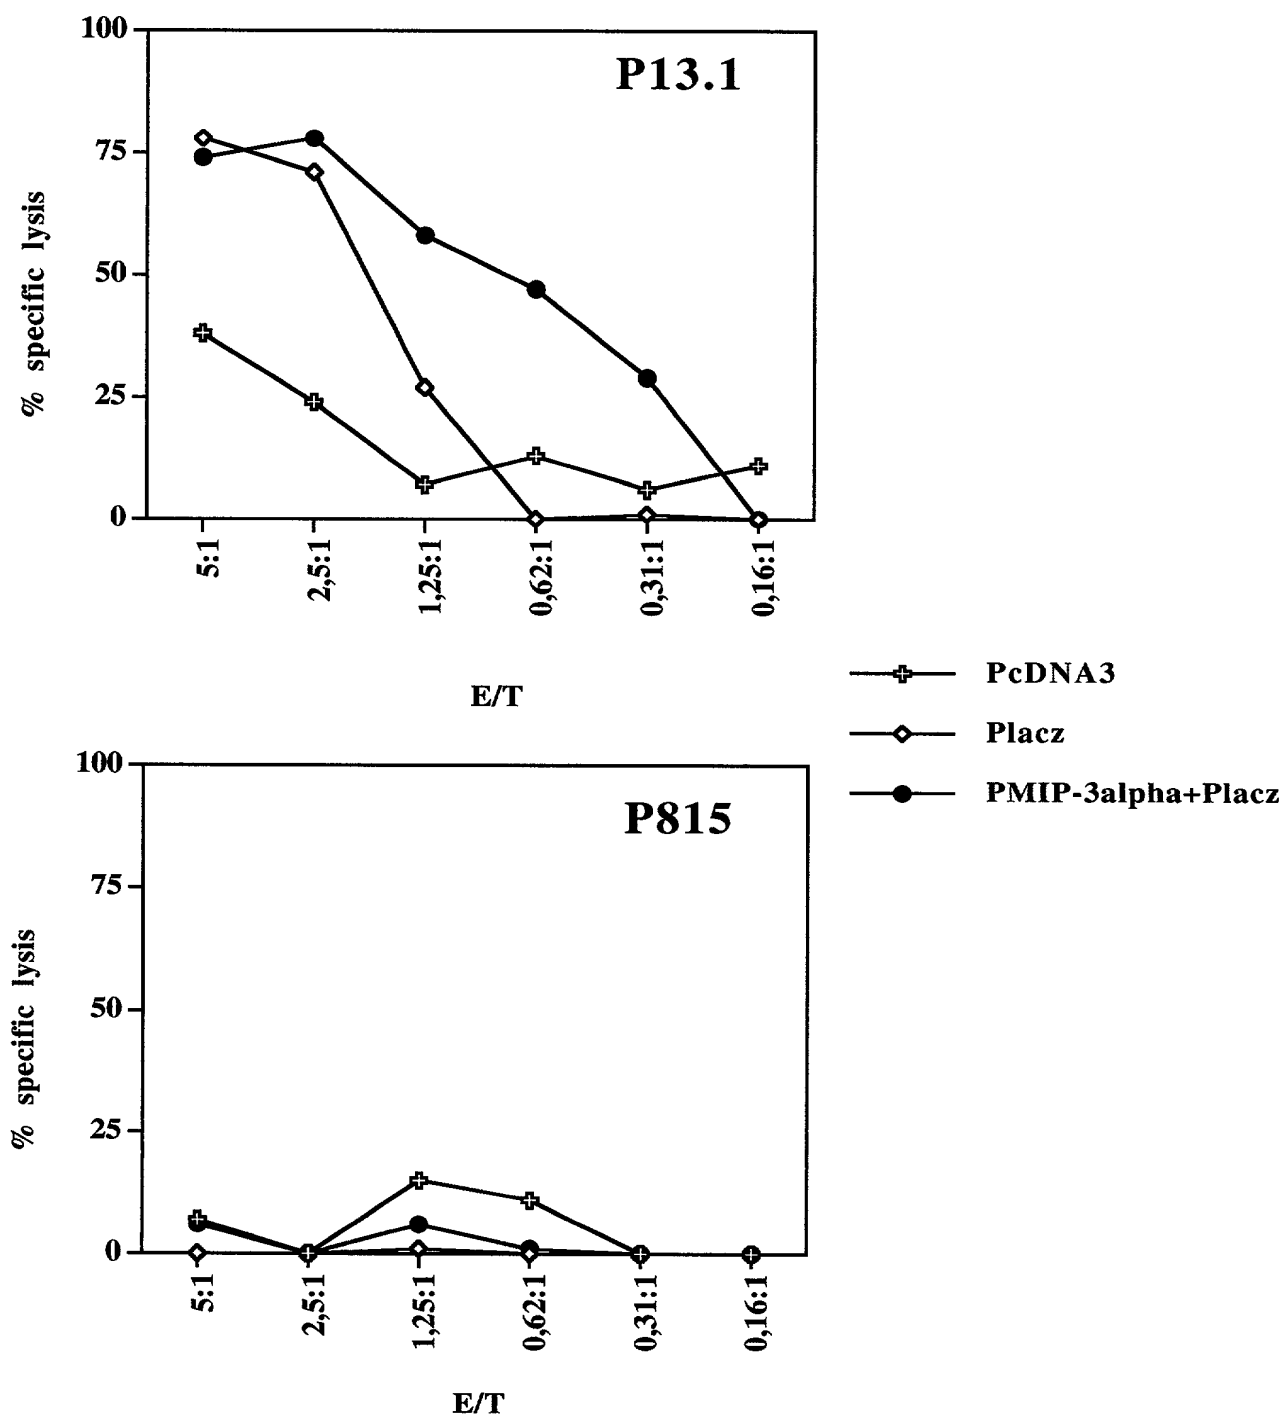 100
P13.1
75
50
25
0
% specific lysis
5:1
2,5:1
1,25:1
0,62:1
0,31:1
0,16:1
E/T
PcDNA3
Placz
PMIP-3alpha+Placz
100
P815
75
50
25
0
% specific lysis
5:1
2,5:1
1,25:1
0,62:1
0,31:1
0,16:1
E/T